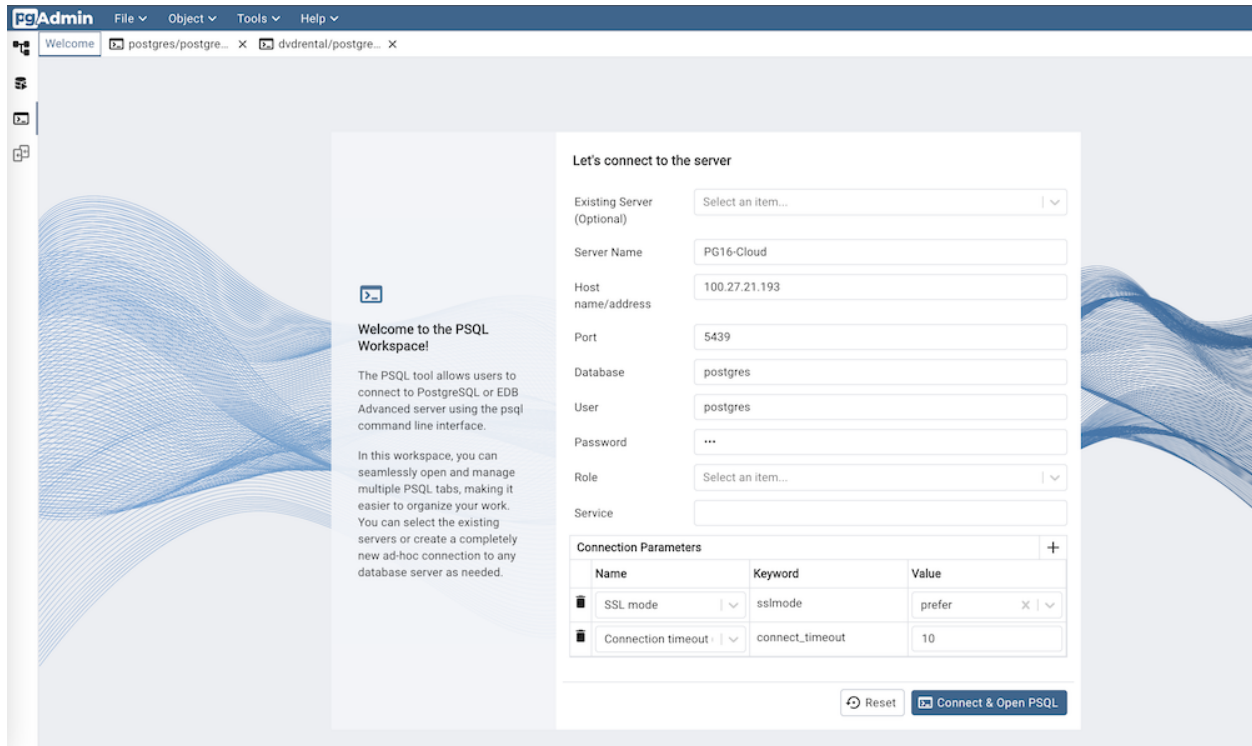 pgAdmin File Object Tools Help
Welcome postgres/postgre... dvdrental/postgre...
Welcome to the PSQL
Workspace!
The PSQL tool allows users to
connect to PostgreSQL or EDB
Advanced server using the psql
command line interface.
In this workspace, you can
seamlessly open and manage
multiple PSQL tabs, making it
easier to organize your work.
You can select the existing
servers or create a completely
new ad-hoc connection to any
database server as needed.
Let's connect to the server
Existing Server
(Optional)
Select an item...
Server Name PG16-Cloud
Host
name/address
100.27.21.193
Port 5439
Database postgres
User postgres
Password •••
Role Select an item...
Service
Connection Parameters
Name Keyword Value
SSL mode sslmode prefer
Connection timeout connect_timeout 10
Reset Connect & Open PSQL